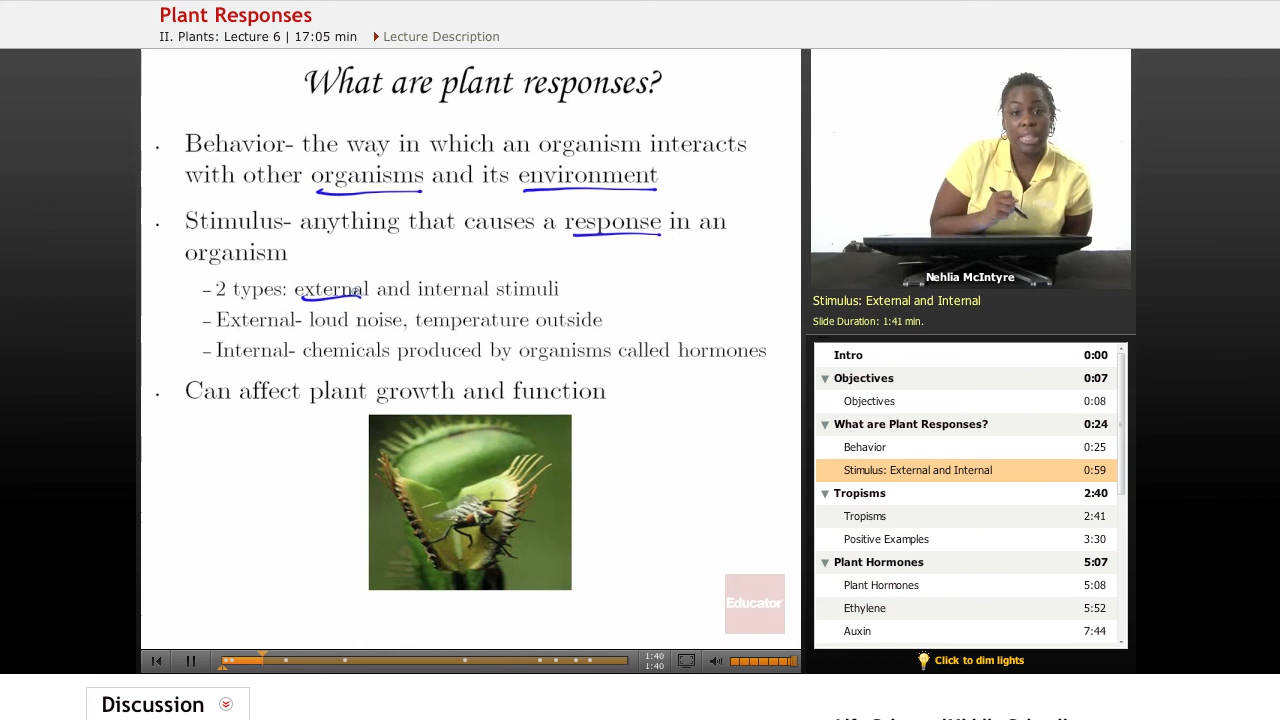 Plant Responses
II. Plants: Lecture 6 | 17:05 min Lecture Description
What are plant responses?
Behavior- the way in which an organism interacts
with other organisms and its environment
Stimulus- anything that causes a response in an
organism
– 2 types: external and internal stimuli
– External- loud noise, temperature outside
– Internal- chemicals produced by organisms called hormones
Can affect plant growth and function
Educator
1:40
1:40
Nehlia McIntyre
Stimulus: External and Internal
Slide Duration: 1:41 min.
Intro 0:00
Objectives 0:07
Objectives 0:08
What are Plant Responses? 0:24
Behavior 0:25
Stimulus: External and Internal 0:59
Tropisms 2:40
Tropisms 2:41
Positive Examples 3:30
Plant Hormones 5:07
Plant Hormones 5:08
Ethylene 5:52
Auxin 7:44
Click to dim lights
Discussion